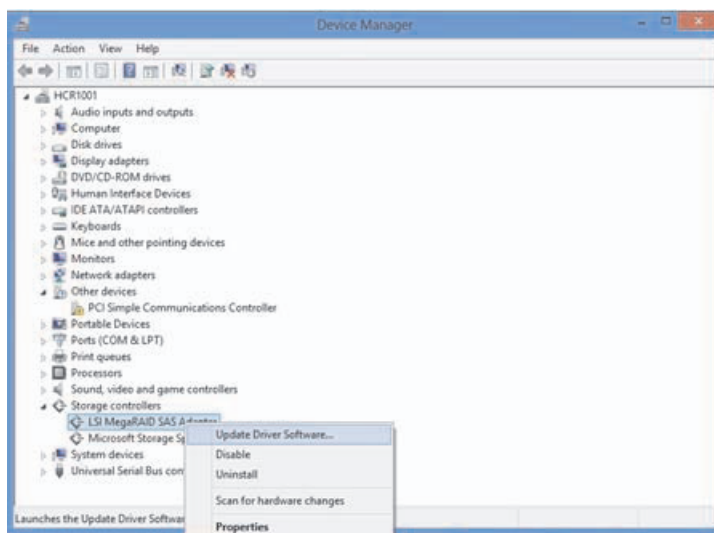 Device Manager
File Action View Help
HCR1001
Audio inputs and outputs
Computer
Disk drives
Display adapters
DVD/CD-ROM drives
Human Interface Devices
IDE ATA/ATAPI controllers
Keyboards
Mice and other pointing devices
Monitors
Network adapters
Other devices
PCI Simple Communications Controller
Portable Devices
Ports (COM & LPT)
Print queues
Processors
Sound, video and game controllers
Storage controllers
LSI MegaRAID SAS Adapter
Microsoft Storage Sp
System devices
Universal Serial Bus con
Update Driver Software...
Disable
Uninstall
Scan for hardware changes
Properties
Launches the Update Driver Softwar